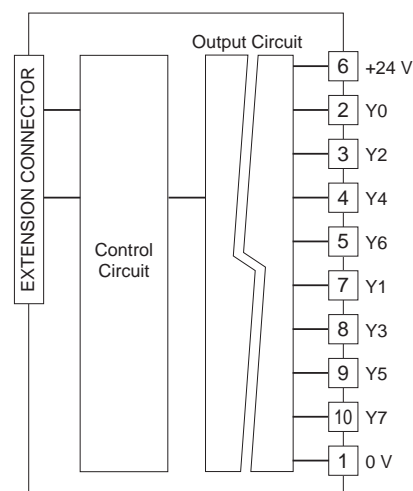 Output Circuit
EXTENSION CONNECTOR
Control
Circuit
6 +24 V
2 Y0
3 Y2
4 Y4
5 Y6
7 Y1
8 Y3
9 Y5
10 Y7
1 0 V